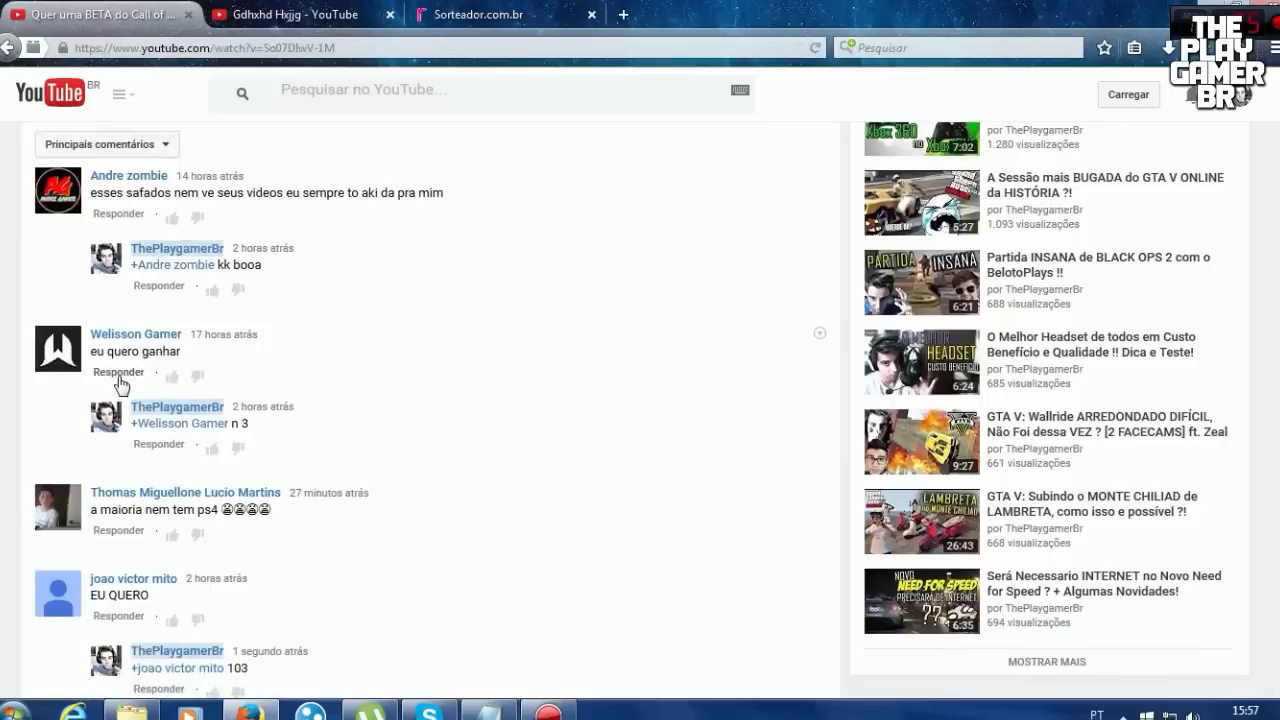 Quer uma BETA do Call of ...
Gdhxhd Hxjjg - YouTube
Sorteador.com.br
https://www.youtube.com/watch?v=So07DIwV-1M
Pesquisar
THE
PLAY
GAMER
BR
YouTube BR
Pesquisar no YouTube...
Carregar
Principais comentários
Andre zombie 14 horas atrás
esses safados nem ve seus videos eu sempre to aki da pra mim
Responder
ThePlaygamerBr 2 horas atrás
+Andre zombie kk booa
Responder
Welisson Gamer 17 horas atrás
eu quero ganhar
Responder
ThePlaygamerBr 2 horas atrás
+Welisson Gamer n 3
Responder
Thomas Miguellone Lucio Martins 27 minutos atrás
a maioria nem tem ps4 😭😭😭😭
Responder
joao victor mito 2 horas atrás
EU QUERO
Responder
ThePlaygamerBr 1 segundo atrás
+joao victor mito 103
Responder
7:02
por ThePlaygamerBr
1.280 visualizações
5:27
A Sessão mais BUGADA do GTA V ONLINE
da HISTÓRIA ?!
por ThePlaygamerBr
1.093 visualizações
PARTIDA INSANA
6:21
Partida INSANA de BLACK OPS 2 com o
BelotoPlays !!
por ThePlaygamerBr
688 visualizações
HEADSET
CUSTO BENEFÍCIO
6:24
O Melhor Headset de todos em Custo
Benefício e Qualidade !! Dica e Teste!
por ThePlaygamerBr
685 visualizações
9:27
GTA V: Wallride ARREDONDADO DIFÍCIL,
Não Foi dessa VEZ ? [2 FACECAMS] ft. Zeal
por ThePlaygamerBr
661 visualizações
LAMBRETA
26:43
GTA V: Subindo o MONTE CHILIAD de
LAMBRETA, como isso e possível ?!
por ThePlaygamerBr
668 visualizações
NOVO
NEED FOR SPEED
PRECISARÁ DE INTERNET
??
6:35
Será Necessario INTERNET no Novo Need
for Speed ? + Algumas Novidades!
por ThePlaygamerBr
694 visualizações
MOSTRAR MAIS
PT
15:57